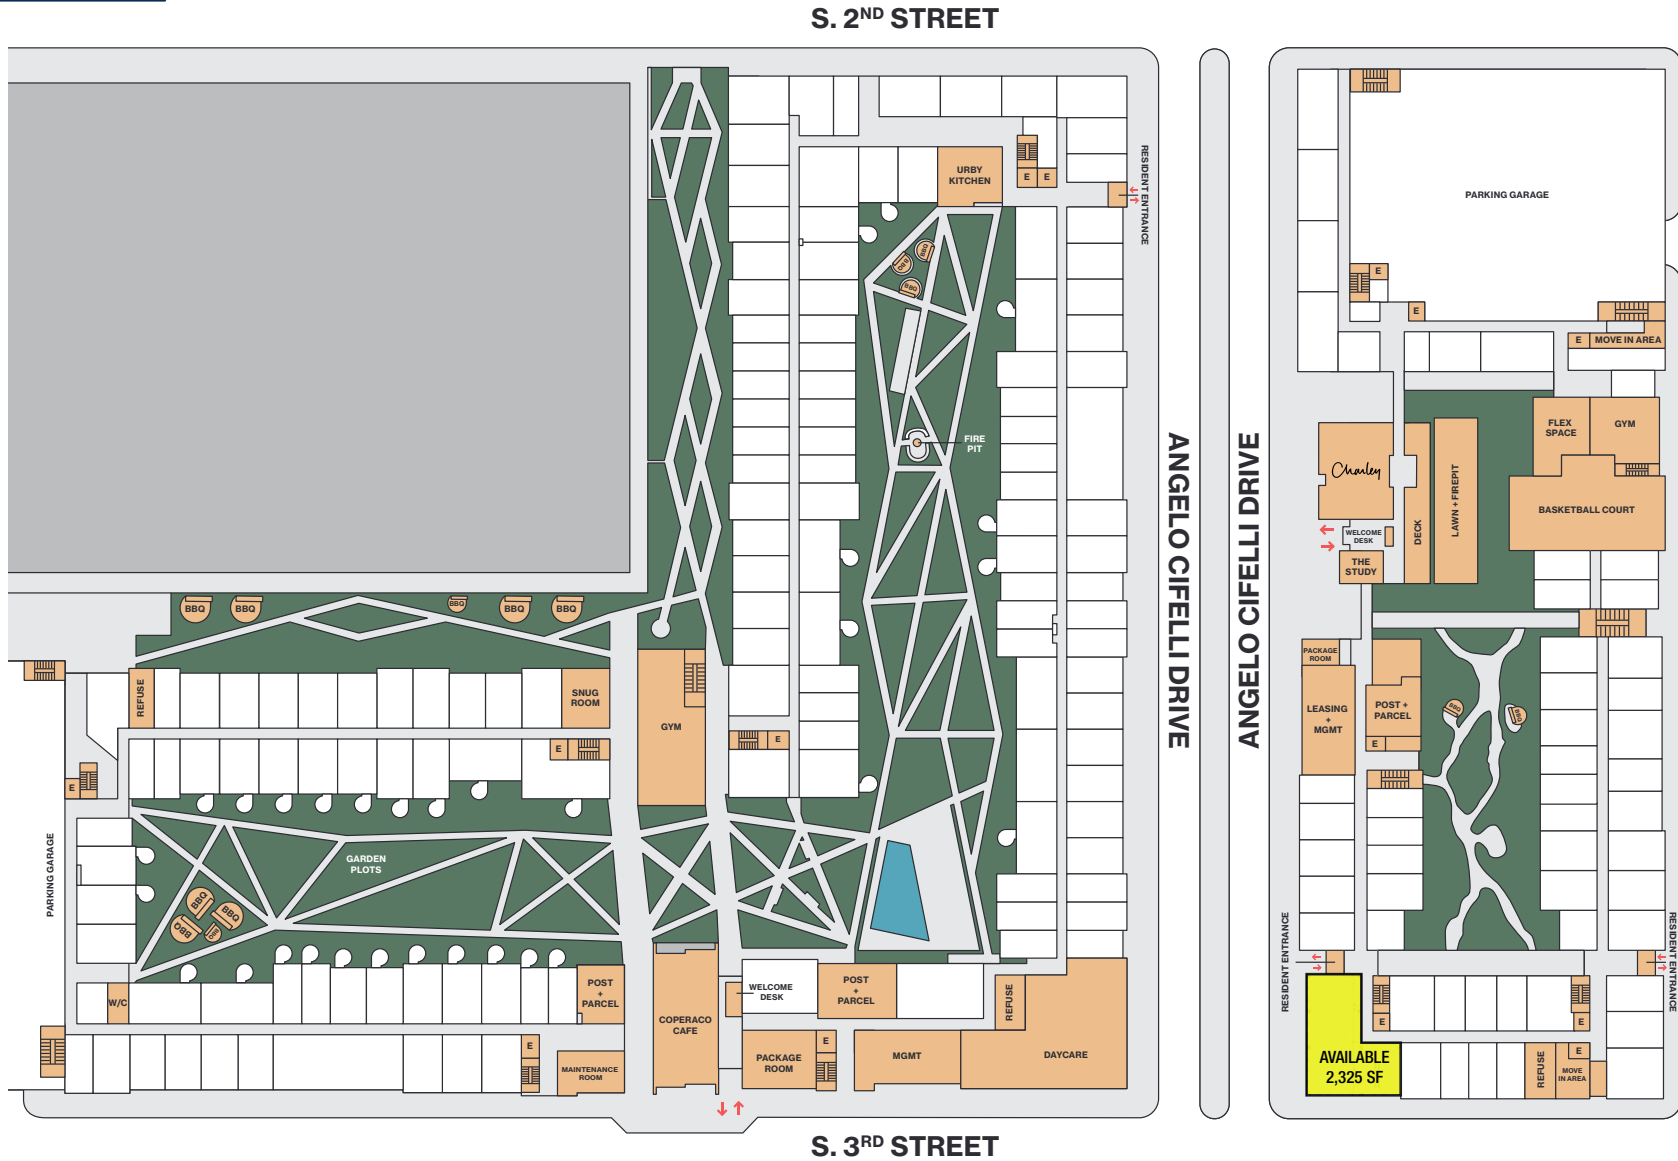 S. 2ND STREET
URBY
KITCHEN
E
E
RESIDENT ENTRANCE
BBQ
BBQ
BBQ
FIRE
PIT
BBQ
BBQ
BBQ
BBQ
BBQ
REFUSE
SNUG
ROOM
E
GYM
E
E
PARKING GARAGE
GARDEN
PLOTS
BBQ
BBQ
BBQ
BBQ
W/C
POST
+
PARCEL
E
MAINTENANCE
ROOM
COPERACO
CAFE
WELCOME
DESK
POST
+
PARCEL
PACKAGE
ROOM
E
MGMT
REFUSE
DAYCARE
ANGELO CIFELLI DRIVE
ANGELO CIFELLI DRIVE
PARKING GARAGE
E
E
E
MOVE IN AREA
FLEX
SPACE
GYM
Charley
DECK
LAWN + FIREPIT
BASKETBALL COURT
WELCOME
DESK
THE
STUDY
PACKAGE
ROOM
LEASING
+
MGMT
POST +
PARCEL
E
BBQ
BBQ
RESIDENT ENTRANCE
RESIDENT ENTRANCE
E
E
AVAILABLE
2,325 SF
REFUSE
E
MOVE
IN AREA
S. 3RD STREET